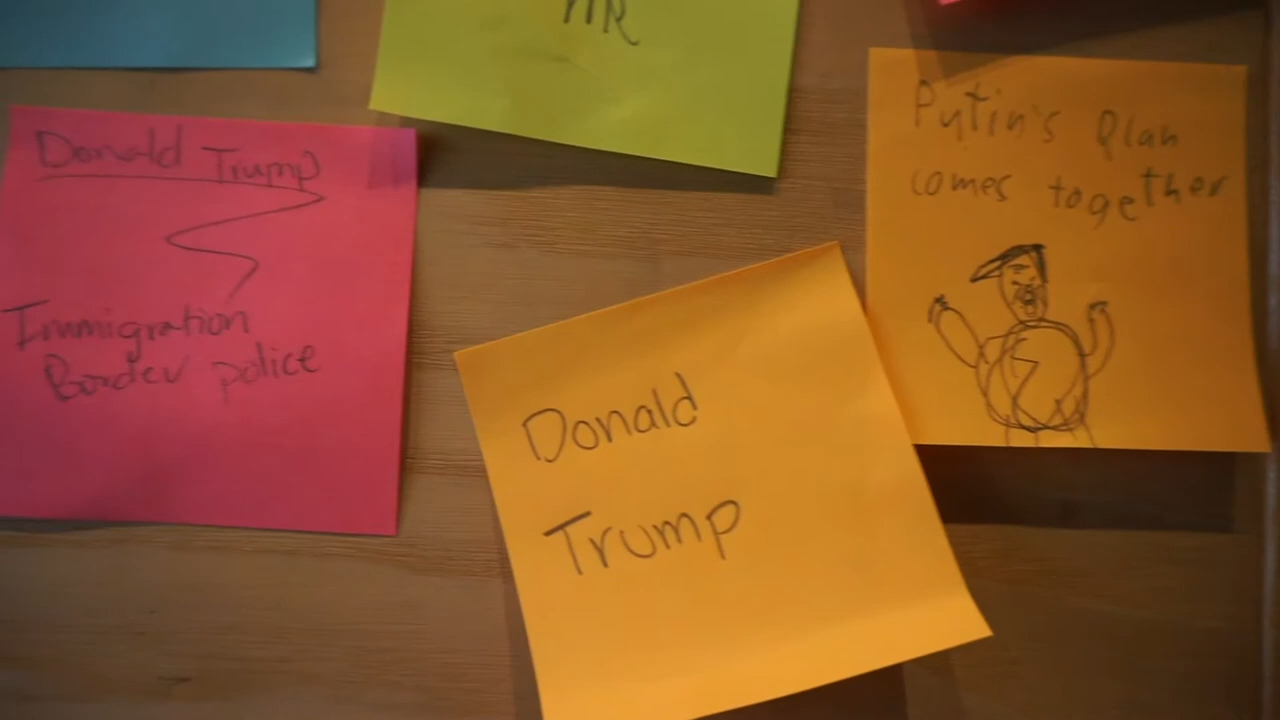 Donald Trump
Immigration
Border police
Donald
Trump
Putin's Plan
comes together